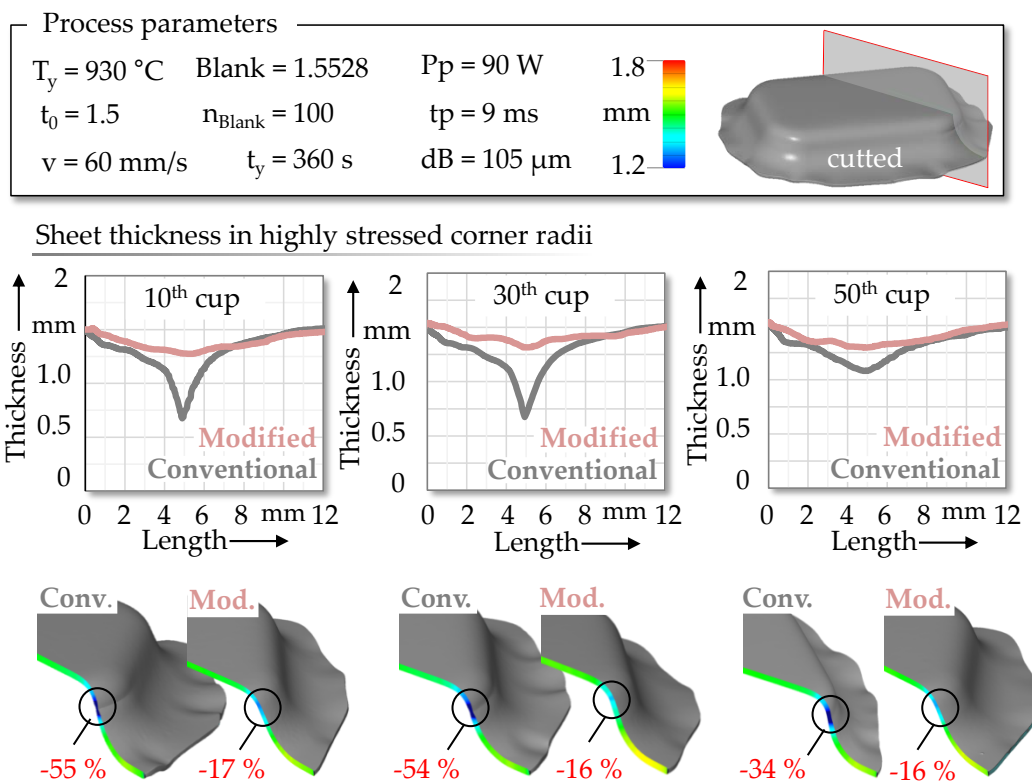 Process parameters
T_y = 930 °C Blank = 1.5528 Pp = 90 W
t_0 = 1.5 n_Blank = 100 tp = 9 ms
v = 60 mm/s t_y = 360 s dB = 105 µm
1.8
mm
1.2
cutted
Sheet thickness in highly stressed corner radii
2
mm
1.0
0.5
0
Thickness
10th cup
Modified
Conventional
0 2 4 6 8 mm 12
Length
2
mm
1.0
0.5
0
Thickness
30th cup
Modified
Conventional
0 2 4 6 8 mm 12
Length
2
mm
1.0
0.5
0
Thickness
50th cup
Modified
Conventional
0 2 4 6 8 mm 12
Length
Conv. Mod.
-55 % -17 %
Conv. Mod.
-54 % -16 %
Conv. Mod.
-34 % -16 %